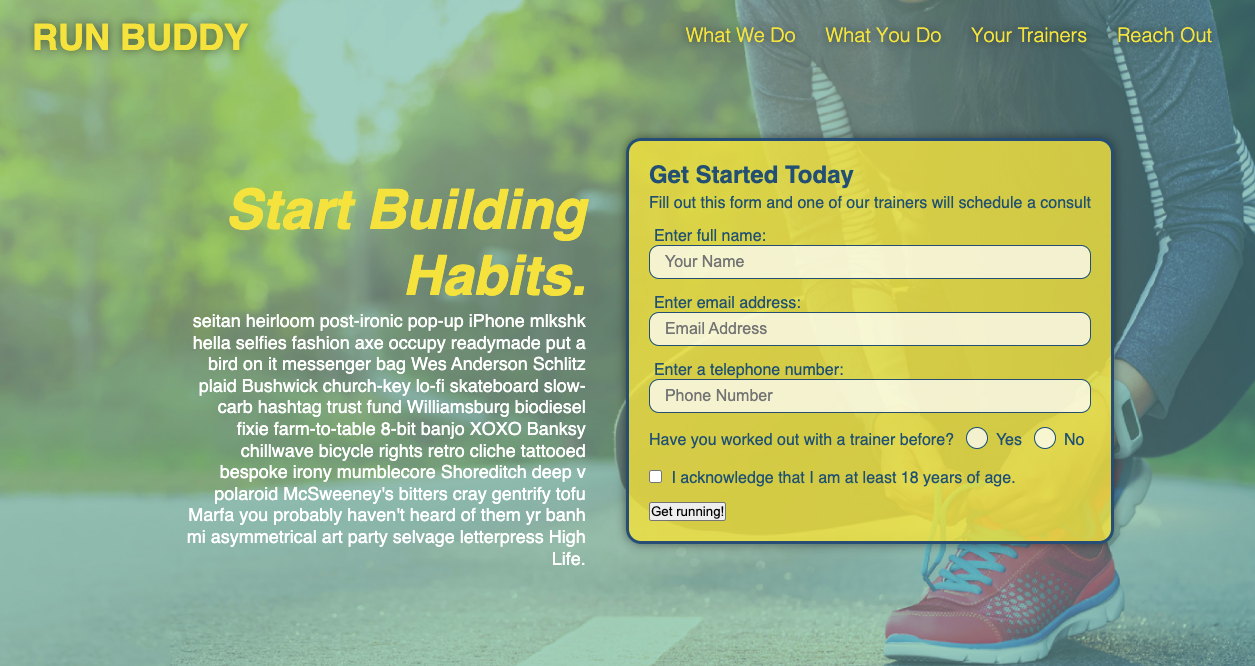 RUN BUDDY
What We Do What You Do Your Trainers Reach Out
Start Building
Habits.
seitan heirloom post-ironic pop-up iPhone mlkshk
hella selfies fashion axe occupy readymade put a
bird on it messenger bag Wes Anderson Schlitz
plaid Bushwick church-key lo-fi skateboard slow-
carb hashtag trust fund Williamsburg biodiesel
fixie farm-to-table 8-bit banjo XOXO Banksy
chillwave bicycle rights retro cliche tattooed
bespoke irony mumblecore Shoreditch deep v
polaroid McSweeney's bitters cray gentrify tofu
Marfa you probably haven't heard of them yr banh
mi asymmetrical art party selvage letterpress High
Life.
Get Started Today
Fill out this form and one of our trainers will schedule a consult
Enter full name:
Your Name
Enter email address:
Email Address
Enter a telephone number:
Phone Number
Have you worked out with a trainer before? Yes No
I acknowledge that I am at least 18 years of age.
Get running!